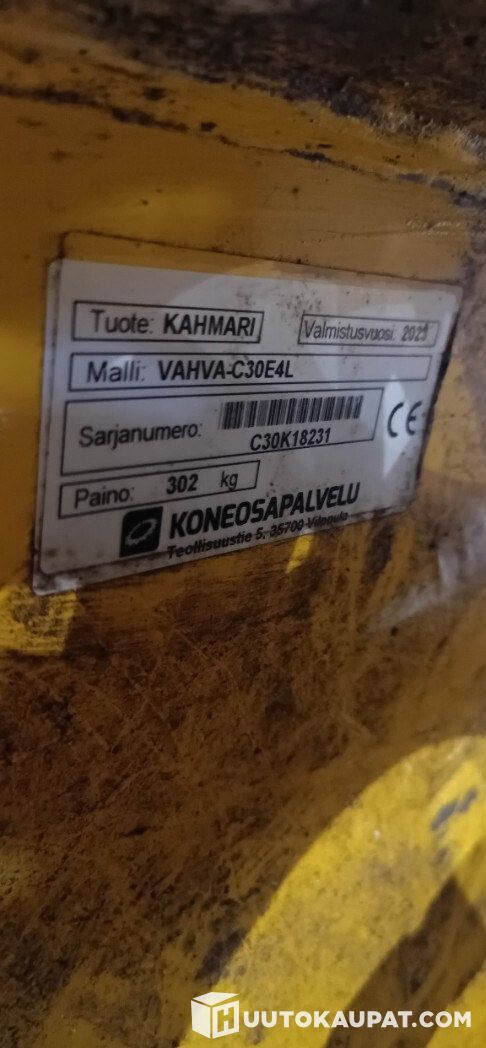 Tuote: KAHMARI
Valmistusvuosi: 2023
Malli: VAHVA-C30E4L
Sarjanumero:
C30K18231
CE
Paino: 302 kg
KONEOSAPALVELU
Teollisuustie 5, 35700 Vilppula
HUUTOKAUPAT.COM